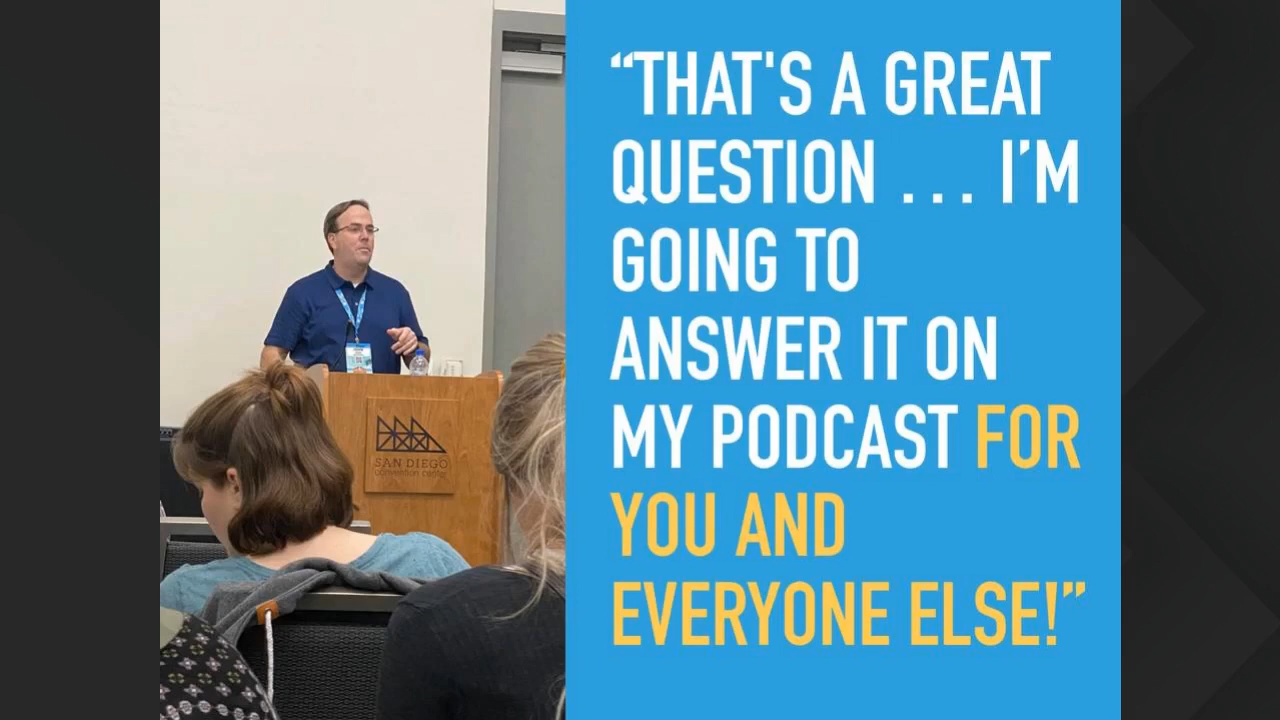 SAN DIEGO
convention center
“THAT'S A GREAT
QUESTION ... I’M
GOING TO
ANSWER IT ON
MY PODCAST FOR
YOU AND
EVERYONE ELSE!”